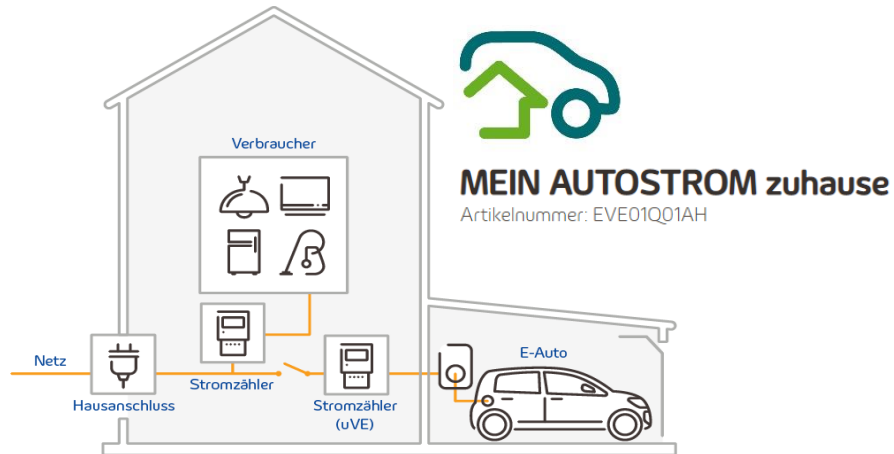 Verbraucher
MEIN AUTOSTROM zuhause
Artikelnummer: EVE01Q01AH
Netz
E-Auto
Hausanschluss
Stromzähler
Stromzähler
(uVE)